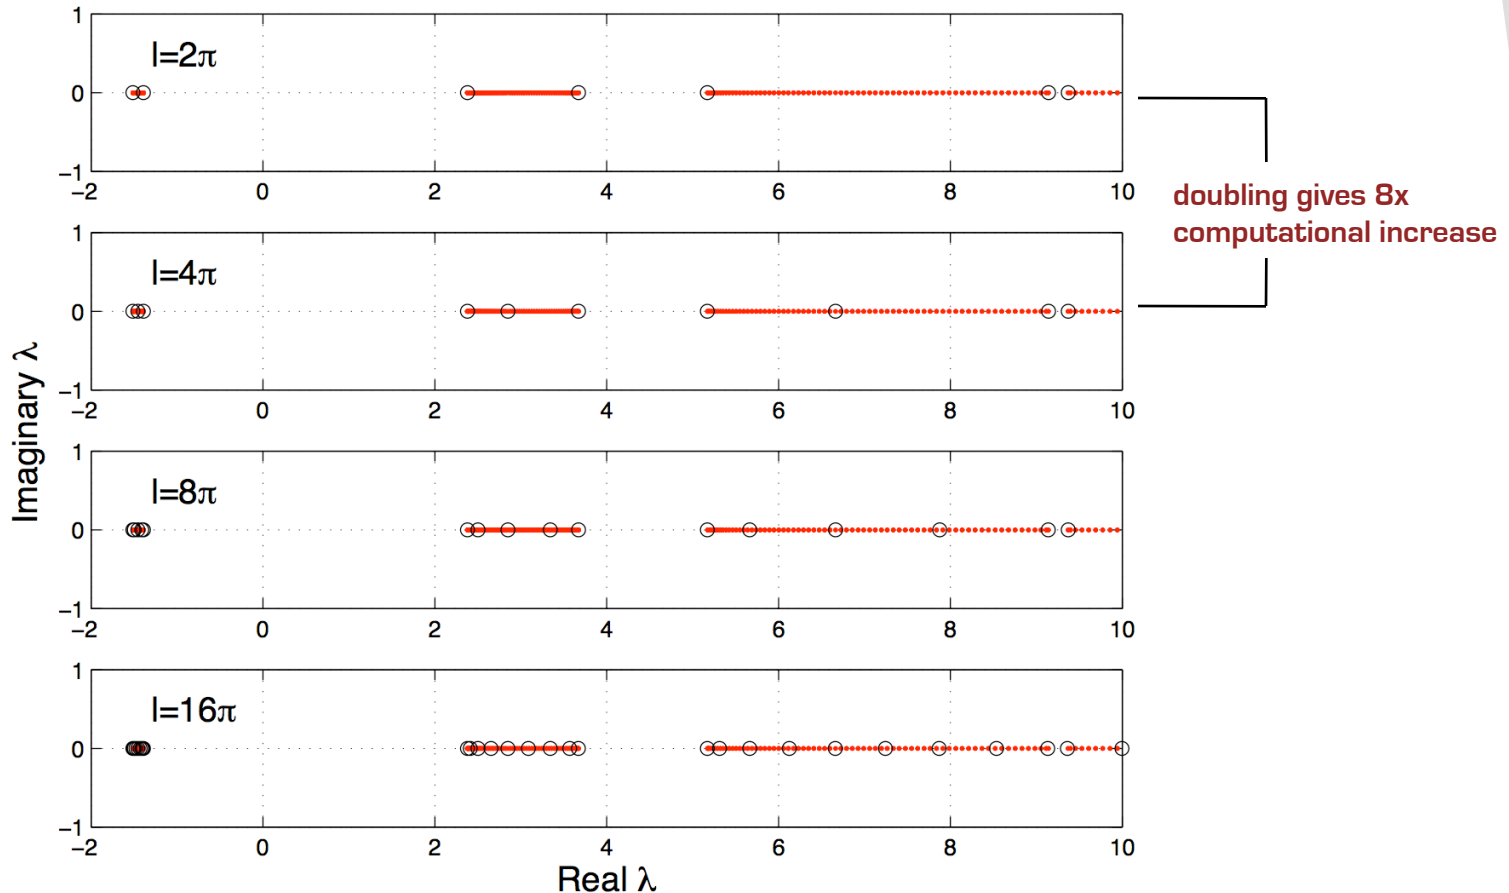 1
l=2π
0
−1
−2 0 2 4 6 8 10
doubling gives 8x
computational increase
1
l=4π
0
−1
−2 0 2 4 6 8 10
Imaginary λ
1
l=8π
0
−1
−2 0 2 4 6 8 10
1
l=16π
0
−1
−2 0 2 4 6 8 10
Real λ